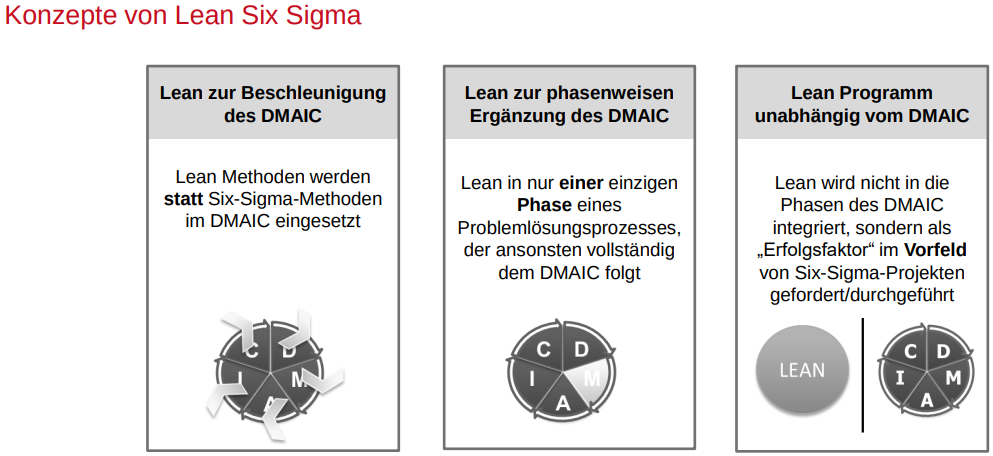 Konzepte von Lean Six Sigma
Lean zur Beschleunigung
des DMAIC
Lean Methoden werden
statt Six-Sigma-Methoden
im DMAIC eingesetzt
C D
I M
A
Lean zur phasenweisen
Ergänzung des DMAIC
Lean in nur einer einzigen
Phase eines
Problemlösungsprozesses,
der ansonsten vollständig
dem DMAIC folgt
C D
I M
A
Lean Programm
unabhängig vom DMAIC
Lean wird nicht in die
Phasen des DMAIC
integriert, sondern als
„Erfolgsfaktor“ im Vorfeld
von Six-Sigma-Projekten
gefordert/durchgeführt
LEAN
C D
I M
A